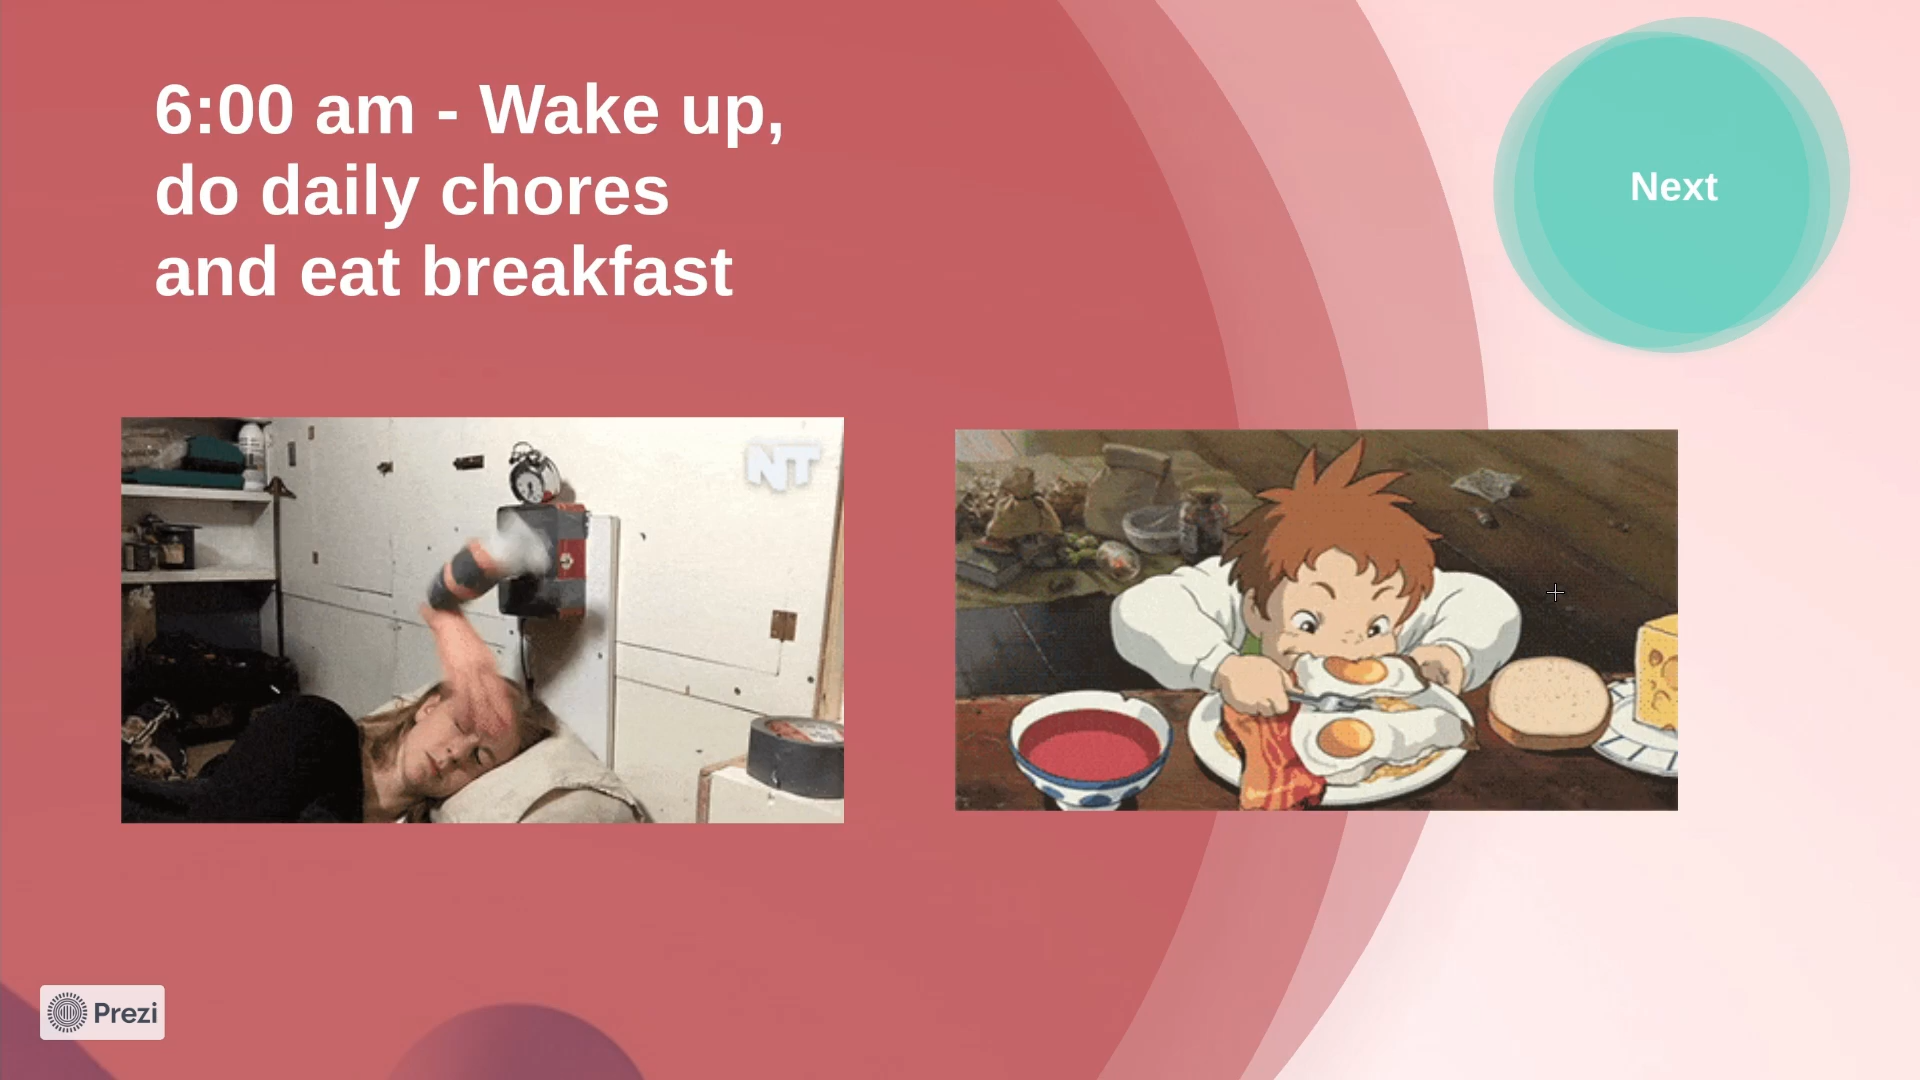 6:00 am - Wake up,
do daily chores
and eat breakfast
Next
NT
Prezi